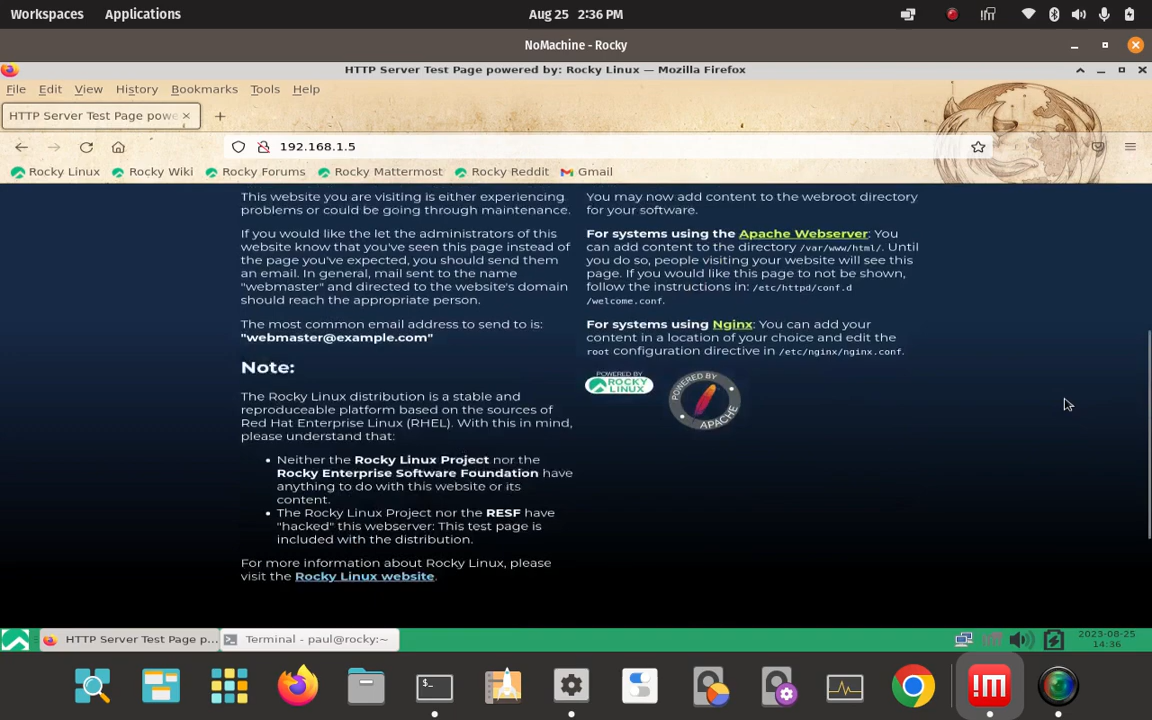 Workspaces Applications Aug 25 2:36 PM
NoMachine - Rocky
HTTP Server Test Page powered by: Rocky Linux — Mozilla Firefox
File Edit View History Bookmarks Tools Help
HTTP Server Test Page powe
192.168.1.5
Rocky Linux Rocky Wiki Rocky Forums Rocky Mattermost Rocky Reddit Gmail
This website you are visiting is either experiencing
problems or could be going through maintenance.
If you would like the let the administrators of this
website know that you've seen this page instead of
the page you've expected, you should send them
an email. In general, mail sent to the name
"webmaster" and directed to the website's domain
should reach the appropriate person.
The most common email address to send to is:
"webmaster@example.com"
Note:
The Rocky Linux distribution is a stable and
reproduceable platform based on the sources of
Red Hat Enterprise Linux (RHEL). With this in mind,
please understand that:
• Neither the Rocky Linux Project nor the
Rocky Enterprise Software Foundation have
anything to do with this website or its
content.
• The Rocky Linux Project nor the RESF have
"hacked" this webserver: This test page is
included with the distribution.
For more information about Rocky Linux, please
visit the Rocky Linux website.
You may now add content to the webroot directory
for your software.
For systems using the Apache Webserver: You
can add content to the directory /var/www/html/. Until
you do so, people visiting your website will see this
page. If you would like this page to not be shown,
follow the instructions in: /etc/httpd/conf.d
/welcome.conf.
For systems using Nginx: You can add your
content in a location of your choice and edit the
root configuration directive in /etc/nginx/nginx.conf.
POWERED BY
ROCKY
LINUX
POWERED BY
APACHE
HTTP Server Test Page p... Terminal - paul@rocky:~ 2023-08-25
14:36
$_
!M